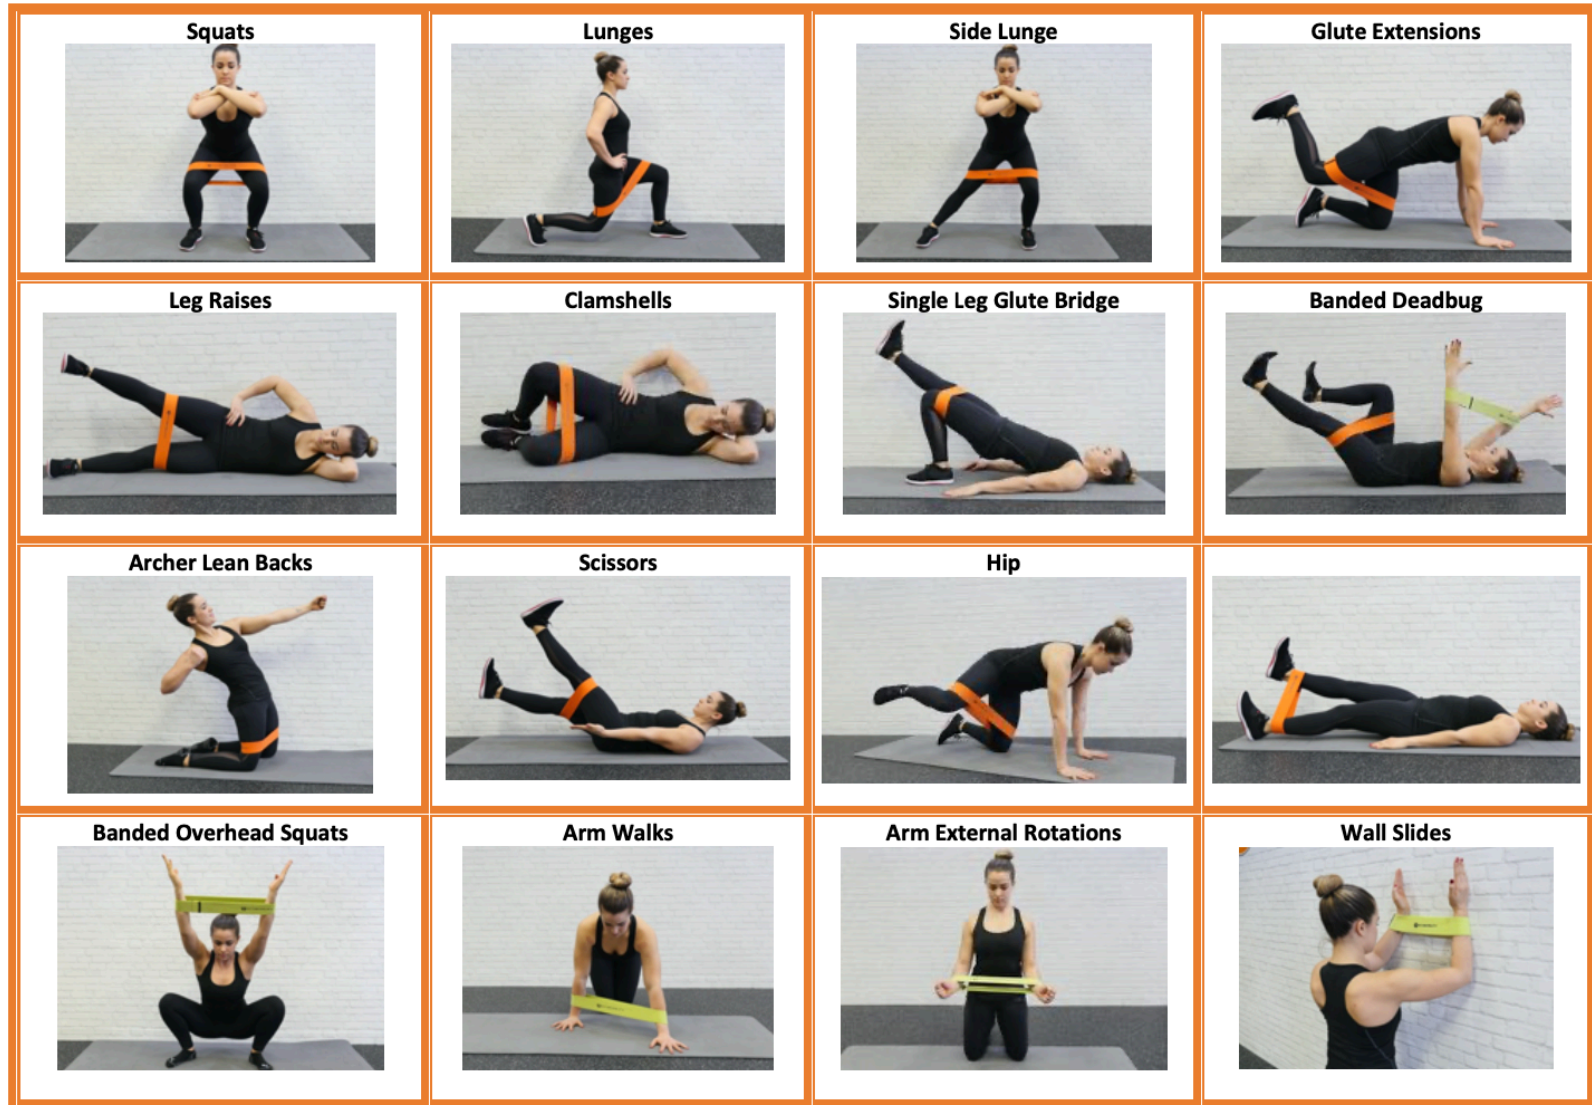 Squats
Lunges
Side Lunge
Glute Extensions
Leg Raises
Clamshells
Single Leg Glute Bridge
Banded Deadbug
Archer Lean Backs
Scissors
Hip
Banded Overhead Squats
Arm Walks
Arm External Rotations
Wall Slides